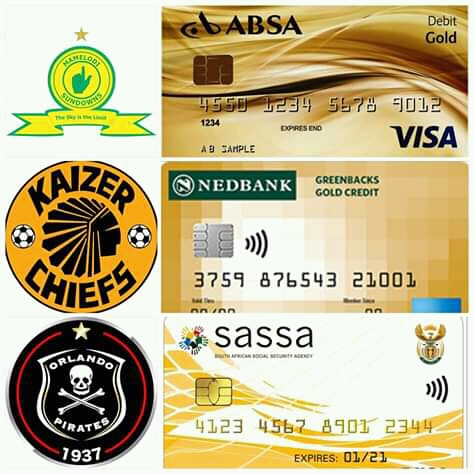 MAMELODI
SUNDOWNS
The Sky is the Limit
ABSA
Debit
Gold
4550 1234 5678 9012
1234
EXPIRES END
VISA
A B SAMPLE
KAIZER
CHIEFS
NEDBANK
GREENBACKS
GOLD CREDIT
3759 876543 21001
Valid Thru
Member Since
ORLANDO
PIRATES
1937
sassa
SOUTH AFRICAN SOCIAL SECURITY AGENCY
4123 4567 8901 2344
EXPIRES: 01/21